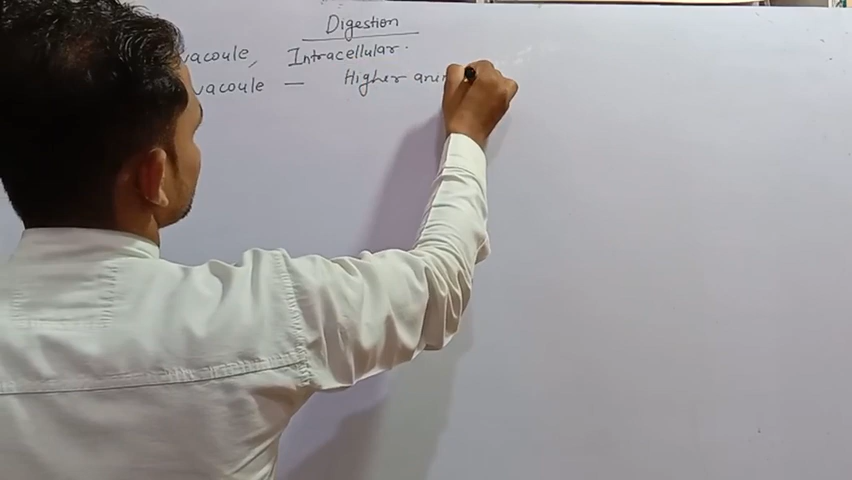 Digestion
vacoule, Intracellular.
vacoule — Higher